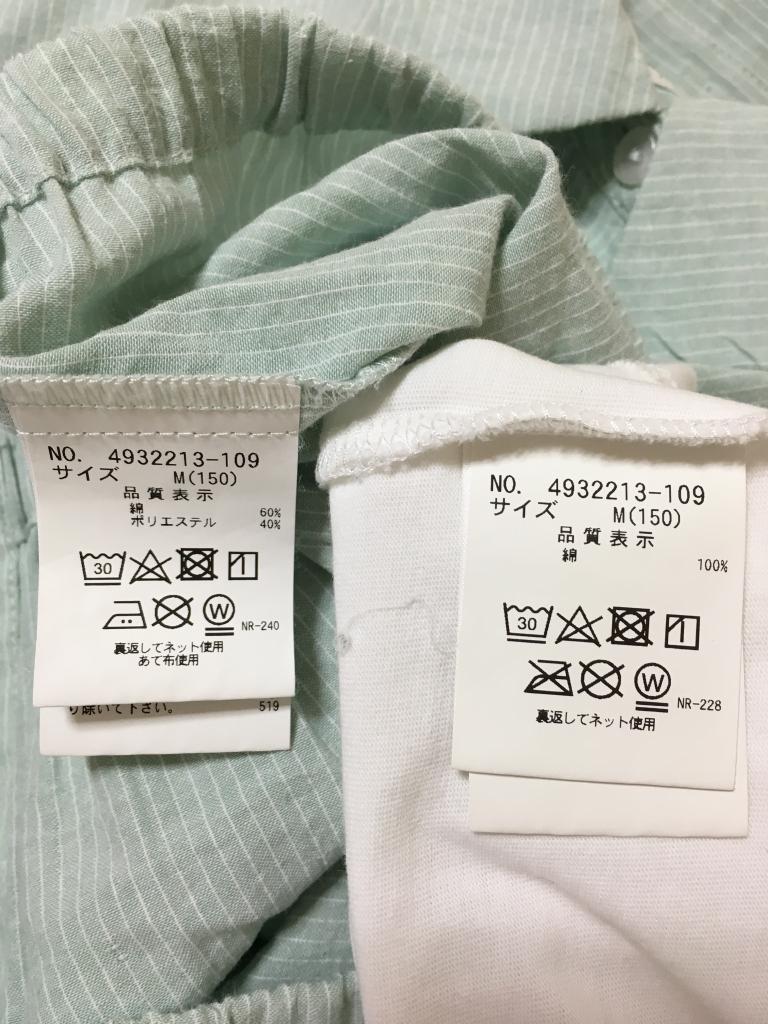 NO. 4932213-109
サイズ M(150)
品質表示
綿 60%
ポリエステル 40%
30
W NR-240
裏返してネット使用
あて布使用
り除いて下さい。 519
NO. 4932213-109
サイズ M(150)
品質表示
綿 100%
30
W NR-228
裏返してネット使用